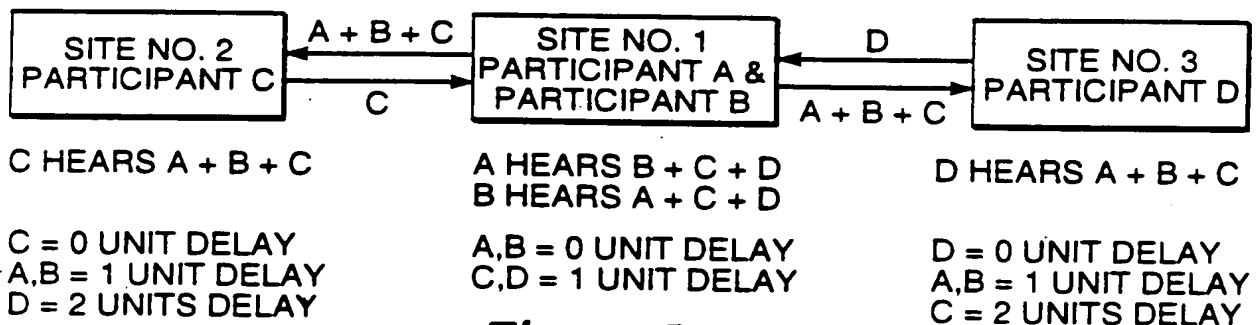 SITE NO. 2
PARTICIPANT C
A + B + C
C
SITE NO. 1
PARTICIPANT A &
PARTICIPANT B
D
A + B + C
SITE NO. 3
PARTICIPANT D
C HEARS A + B + C
C = 0 UNIT DELAY
A,B = 1 UNIT DELAY
D = 2 UNITS DELAY
A HEARS B + C + D
B HEARS A + C + D
A,B = 0 UNIT DELAY
C,D = 1 UNIT DELAY
D HEARS A + B + C
D = 0 UNIT DELAY
A,B = 1 UNIT DELAY
C = 2 UNITS DELAY